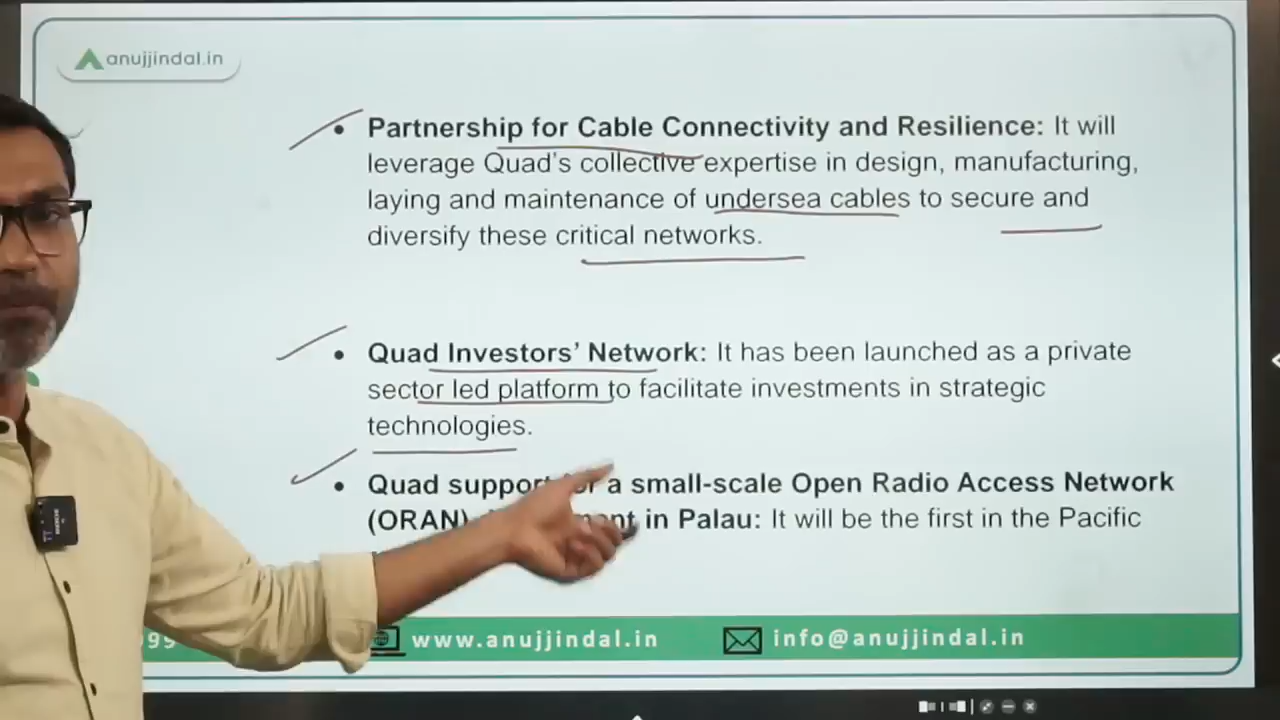 anujjindal.in
• Partnership for Cable Connectivity and Resilience: It will
leverage Quad's collective expertise in design, manufacturing,
laying and maintenance of undersea cables to secure and
diversify these critical networks.
• Quad Investors' Network: It has been launched as a private
sector led platform to facilitate investments in strategic
technologies.
• Quad support a small-scale Open Radio Access Network
(ORAN) in Palau: It will be the first in the Pacific
www.anujjindal.in
info@anujjindal.in